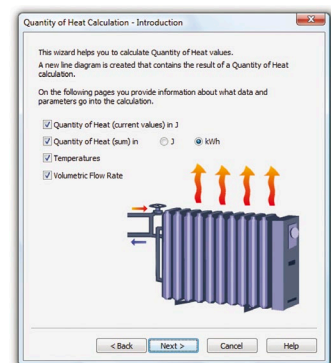 Quantity of Heat Calculation - Introduction
This wizard helps you to calculate Quantity of Heat values.
A new line diagram is created that contains the result of a Quantity of Heat
calculation.
On the following pages you provide information about what data and
parameters go into the calculation.
Quantity of Heat (current values) in J
Quantity of Heat (sum) in J kWh
Temperatures
Volumetric Flow Rate
< Back Next > Cancel Help